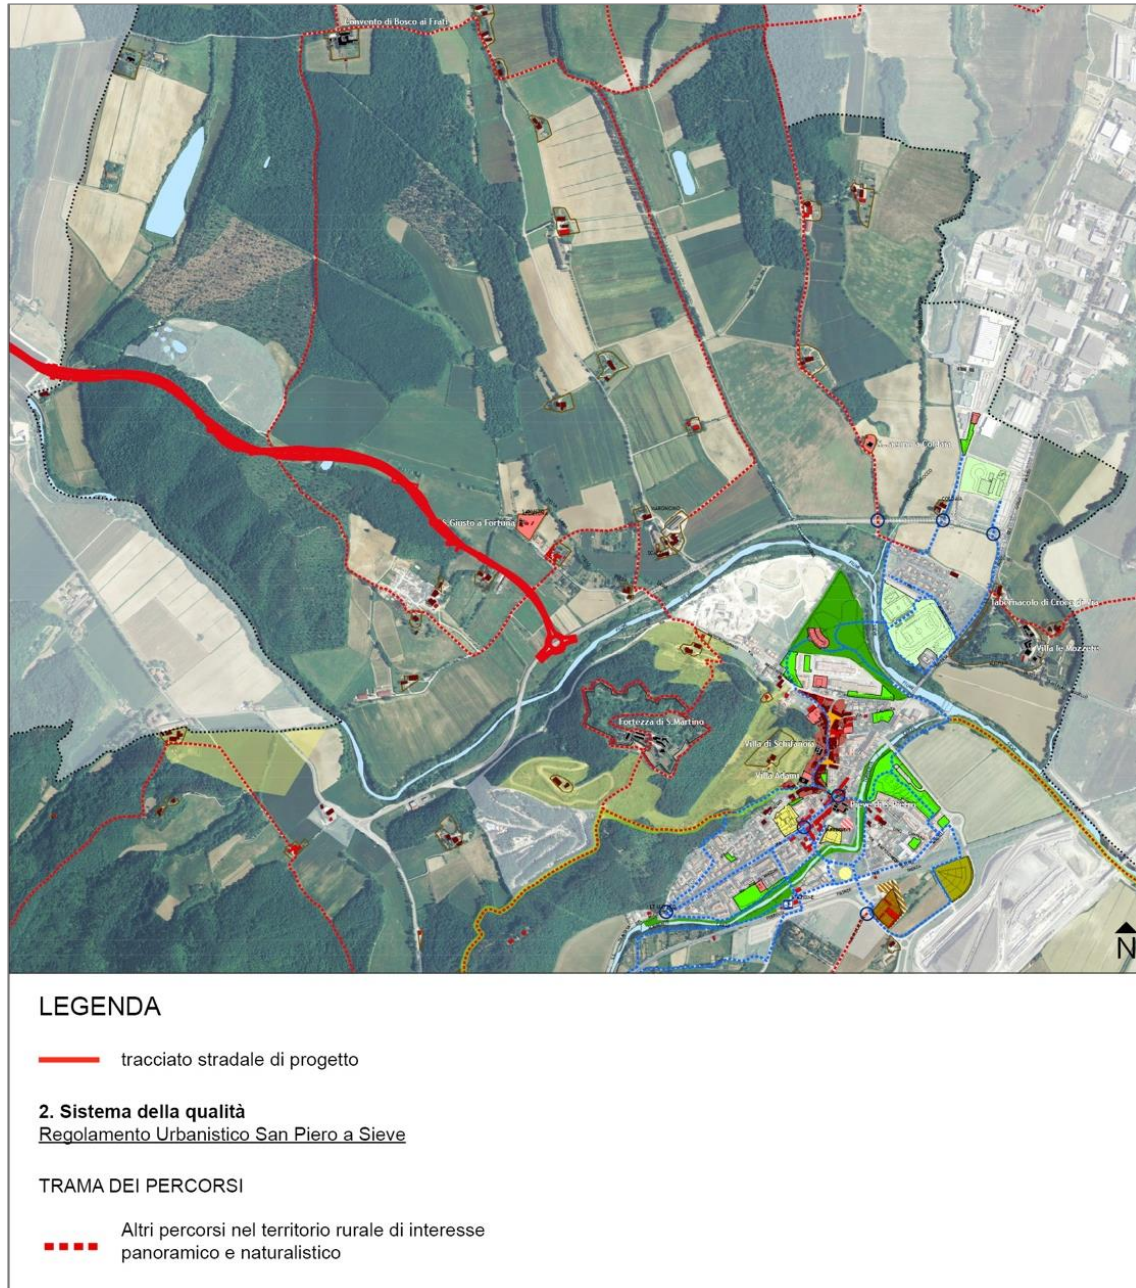 Convento di Bosco ai Frati
S. Giusto a Fortuna
Tabernacolo di Croce di Via
Villa le Mozzete
Fortezza di S.Martino
Villa di Schifanoia
Villa Adami
N
LEGENDA
tracciato stradale di progetto
2. Sistema della qualità
Regolamento Urbanistico San Piero a Sieve
TRAMA DEI PERCORSI
Altri percorsi nel territorio rurale di interesse
panoramico e naturalistico